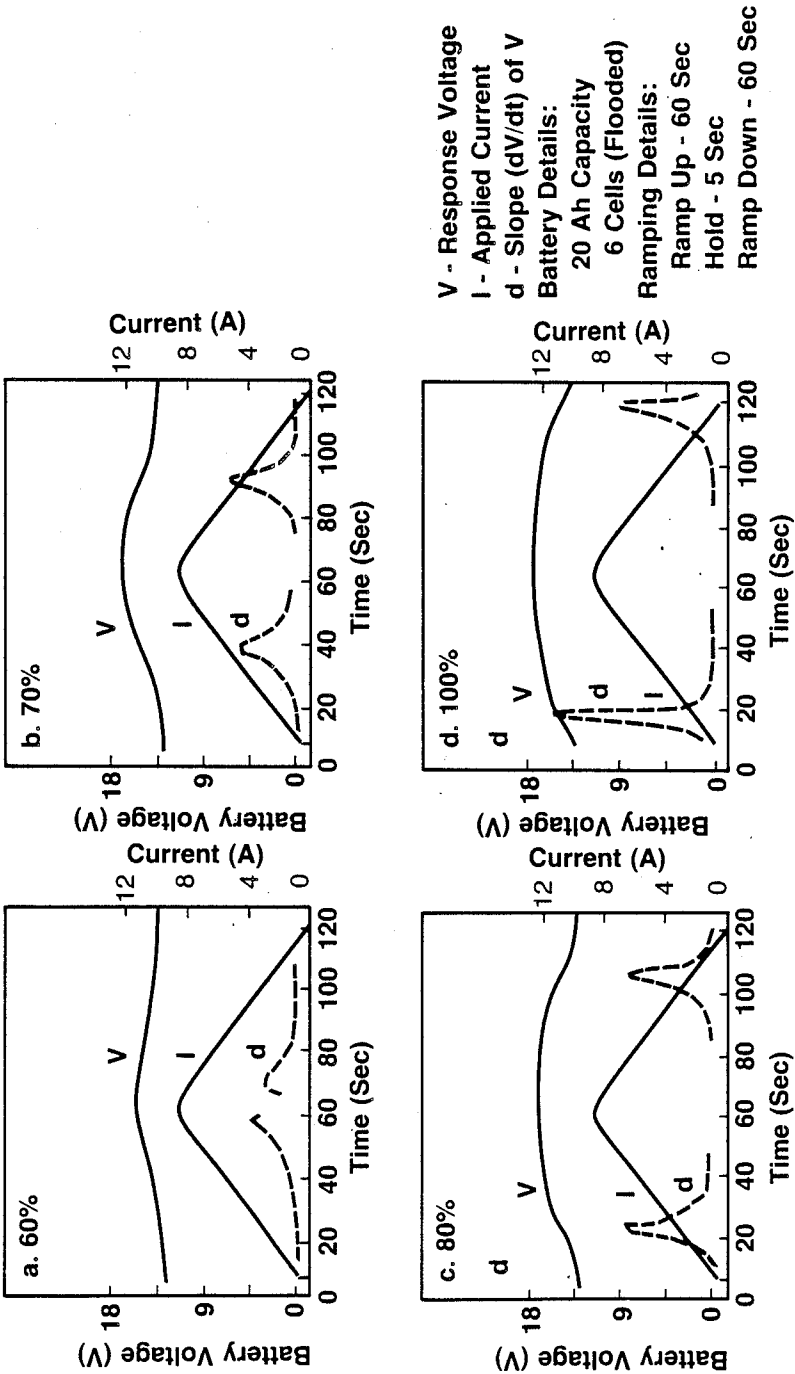 a. 60%
V
I
d
Battery Voltage (V)
18
9
0
Current (A)
12
8
4
0
0
20
40
60
80
100
120
Time (Sec)
b. 70%
V
I
d
Battery Voltage (V)
18
9
0
Current (A)
12
8
4
0
0
20
40
60
80
100
120
Time (Sec)
c. 80%
d
V
I
d
Battery Voltage (V)
18
9
0
Current (A)
12
8
4
0
0
20
40
60
80
100
120
Time (Sec)
d. 100%
d
V
d
I
Battery Voltage (V)
18
9
0
Current (A)
12
8
4
0
0
20
40
60
80
100
120
Time (Sec)
V - Response Voltage
I - Applied Current
d - Slope (dV/dt) of V
Battery Details:
20 Ah Capacity
6 Cells (Flooded)
Ramping Details:
Ramp Up - 60 Sec
Hold - 5 Sec
Ramp Down - 60 Sec